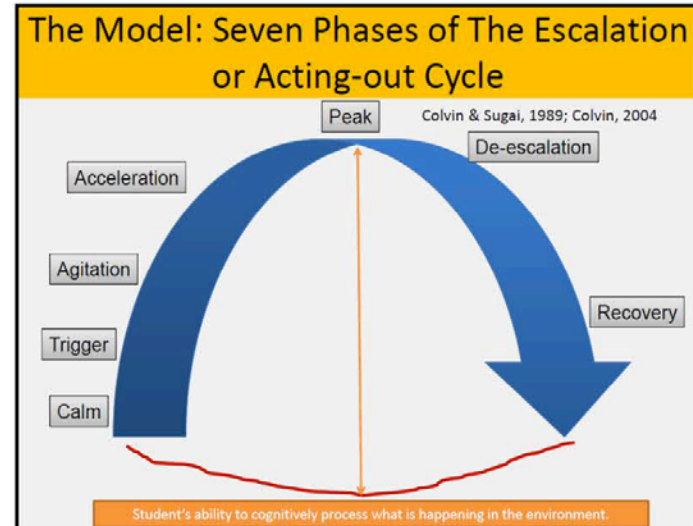 The Model: Seven Phases of The Escalation
or Acting-out Cycle
Peak
Colvin & Sugai, 1989; Colvin, 2004
De-escalation
Acceleration
Agitation
Recovery
Trigger
Calm
Student's ability to cognitively process what is happening in the environment.